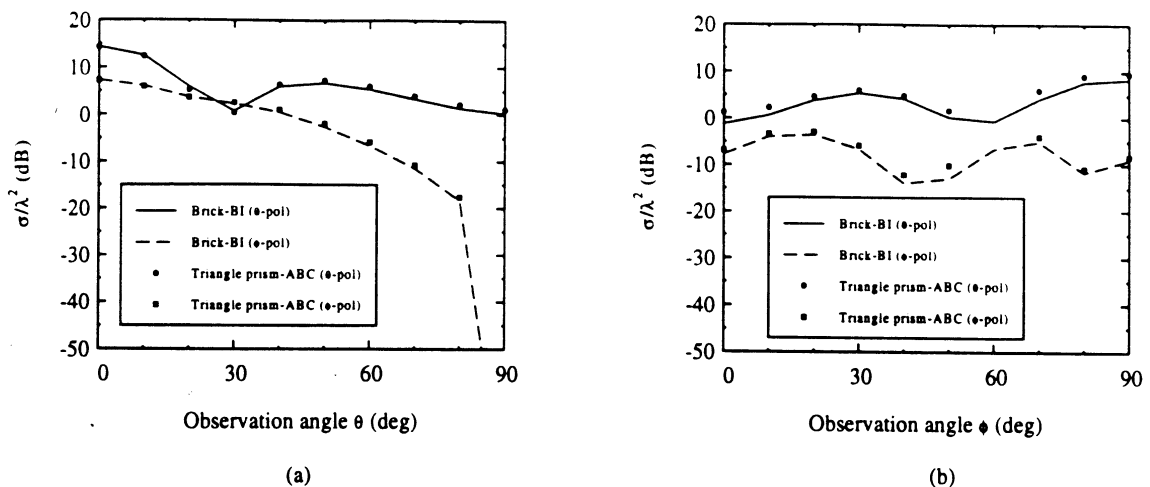 20
10
0
-10
-20
-30
-40
-50
σ/λ² (dB)
Brick-BI (θ-pol)
Brick-BI (φ-pol)
Triangle prism-ABC (θ-pol)
Triangle prism-ABC (φ-pol)
0 30 60 90
Observation angle θ (deg)
(a)
20
10
0
-10
-20
-30
-40
-50
σ/λ² (dB)
Brick-BI (θ-pol)
Brick-BI (φ-pol)
Triangle prism-ABC (θ-pol)
Triangle prism-ABC (φ-pol)
0 30 60 90
Observation angle φ (deg)
(b)